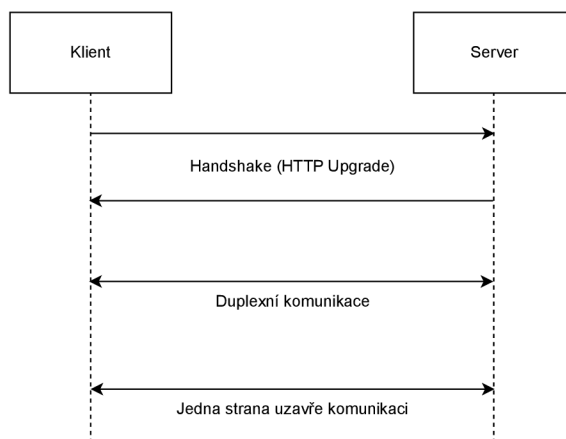 Klient
Server
Handshake (HTTP Upgrade)
Duplexní komunikace
Jedna strana uzavře komunikaci